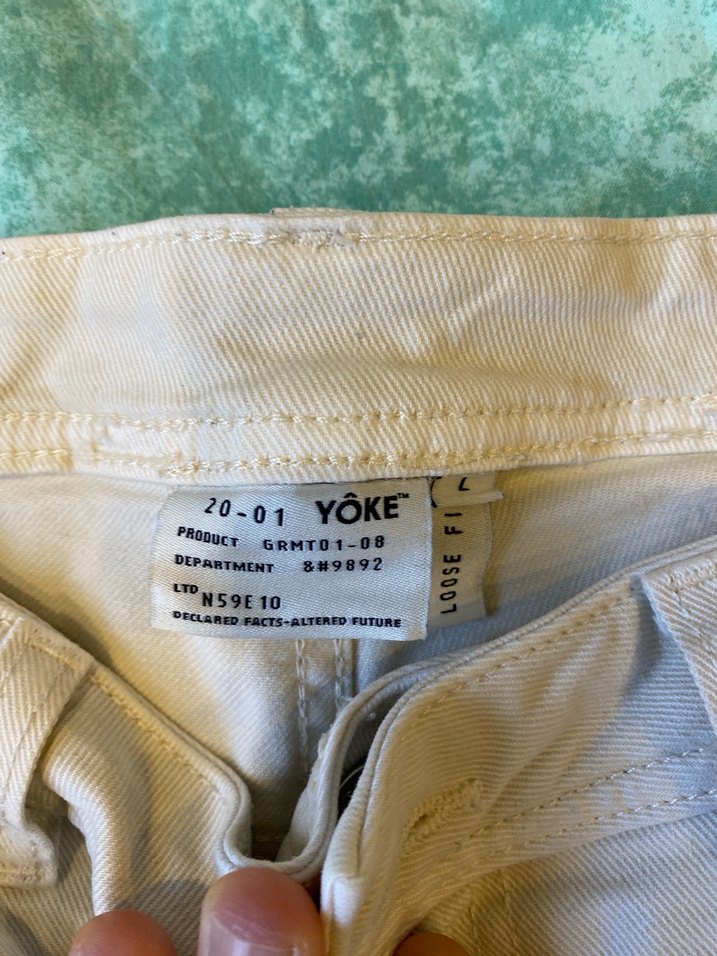 20-01 YÔKE™
PRODUCT GRMT01-08
DEPARTMENT &#9892
LTD N59E10
DECLARED FACTS-ALTERED FUTURE
LOOSE FI